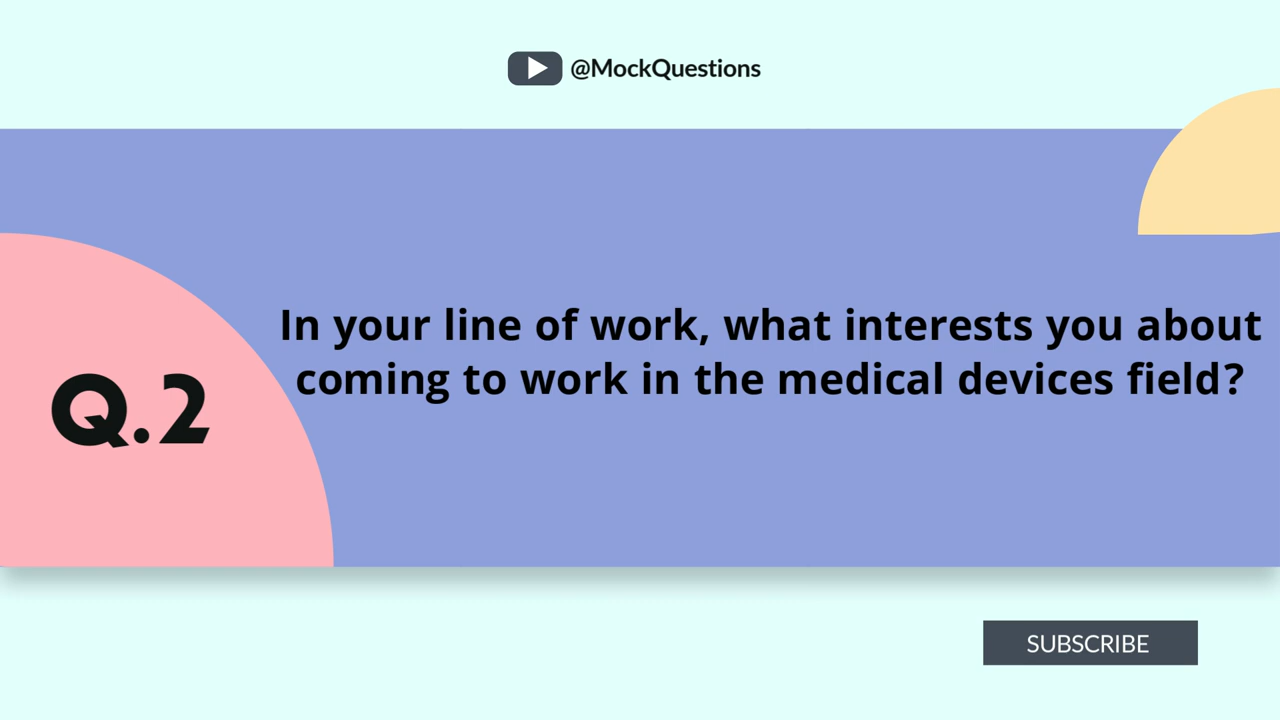 @MockQuestions
In your line of work, what interests you about
coming to work in the medical devices field?
Q.2
SUBSCRIBE